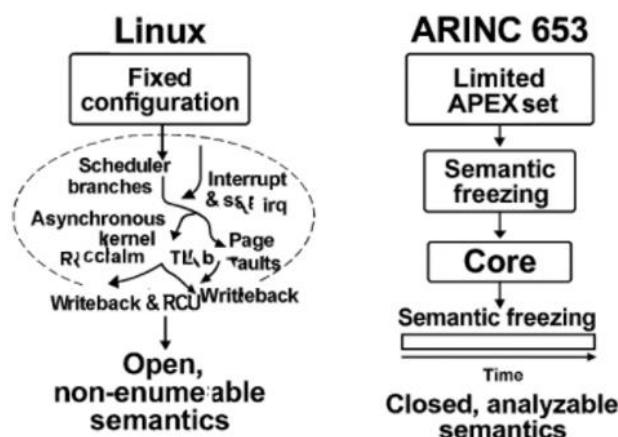 Linux
Fixed
configuration
Scheduler
branches
Interrupt
& irq
Asynchronous
kernel
Page
Writeback & RCU
Writeback
Open,
semantics
ARINC 653
Limited
APEX set
Semantic
freezing
Core
Semantic freezing
Time
Closed, analyzable
semantics